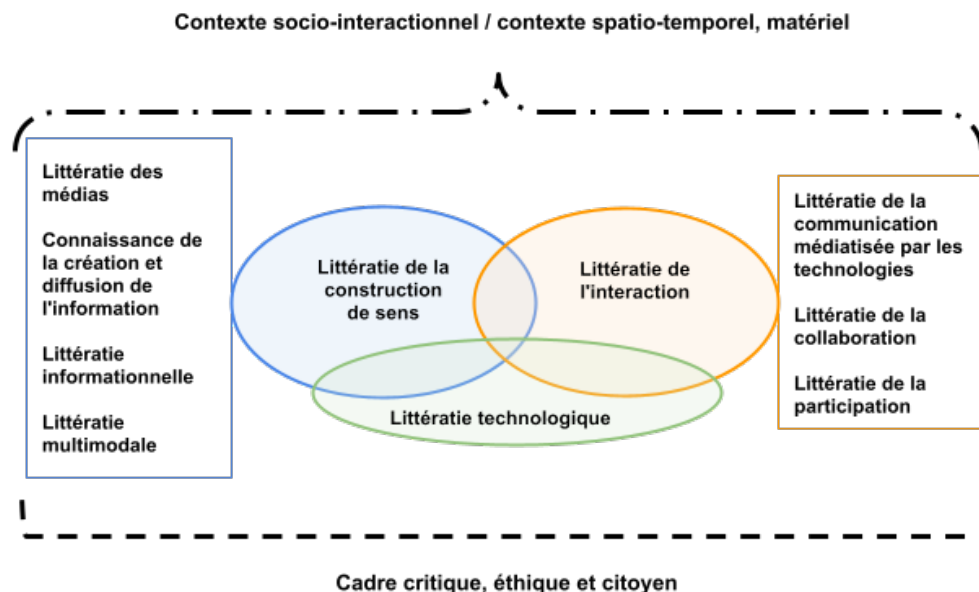 Contexte socio-interactionnel / contexte spatio-temporel, matériel
Littératie des
médias
Connaissance de
la création et
diffusion de
l'information
Littératie
informationnelle
Littératie
multimodale
Littératie de la
construction
de sens
Littératie de
l'interaction
Littératie technologique
Littératie de la
communication
médiatisée par les
technologies
Littératie de la
collaboration
Littératie de la
participation
Cadre critique, éthique et citoyen